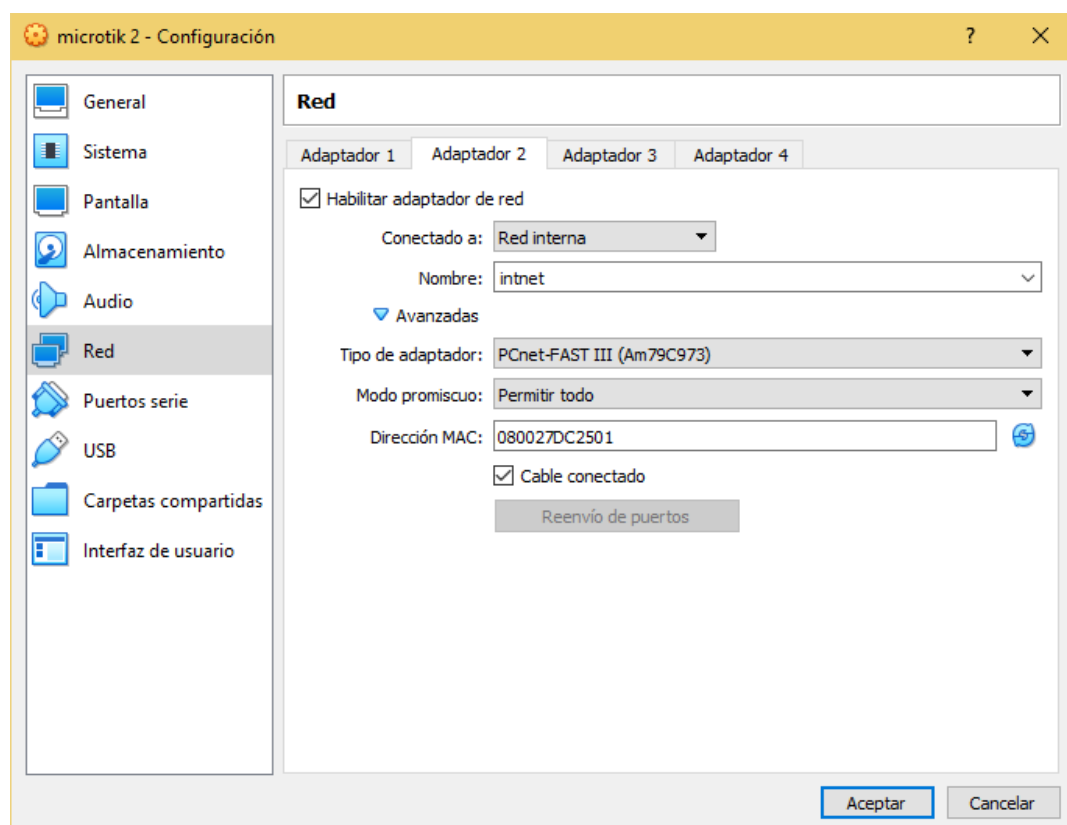 microtik 2 - Configuración
?
General
Sistema
Pantalla
Almacenamiento
Audio
Red
Puertos serie
USB
Carpetas compartidas
Interfaz de usuario
Red
Adaptador 1 Adaptador 2 Adaptador 3 Adaptador 4
Habilitar adaptador de red
Conectado a: Red interna
Nombre: intnet
Avanzadas
Tipo de adaptador: PCnet-FAST III (Am79C973)
Modo promiscuo: Permitir todo
Dirección MAC: 080027DC2501
Cable conectado
Reenvío de puertos
Aceptar Cancelar